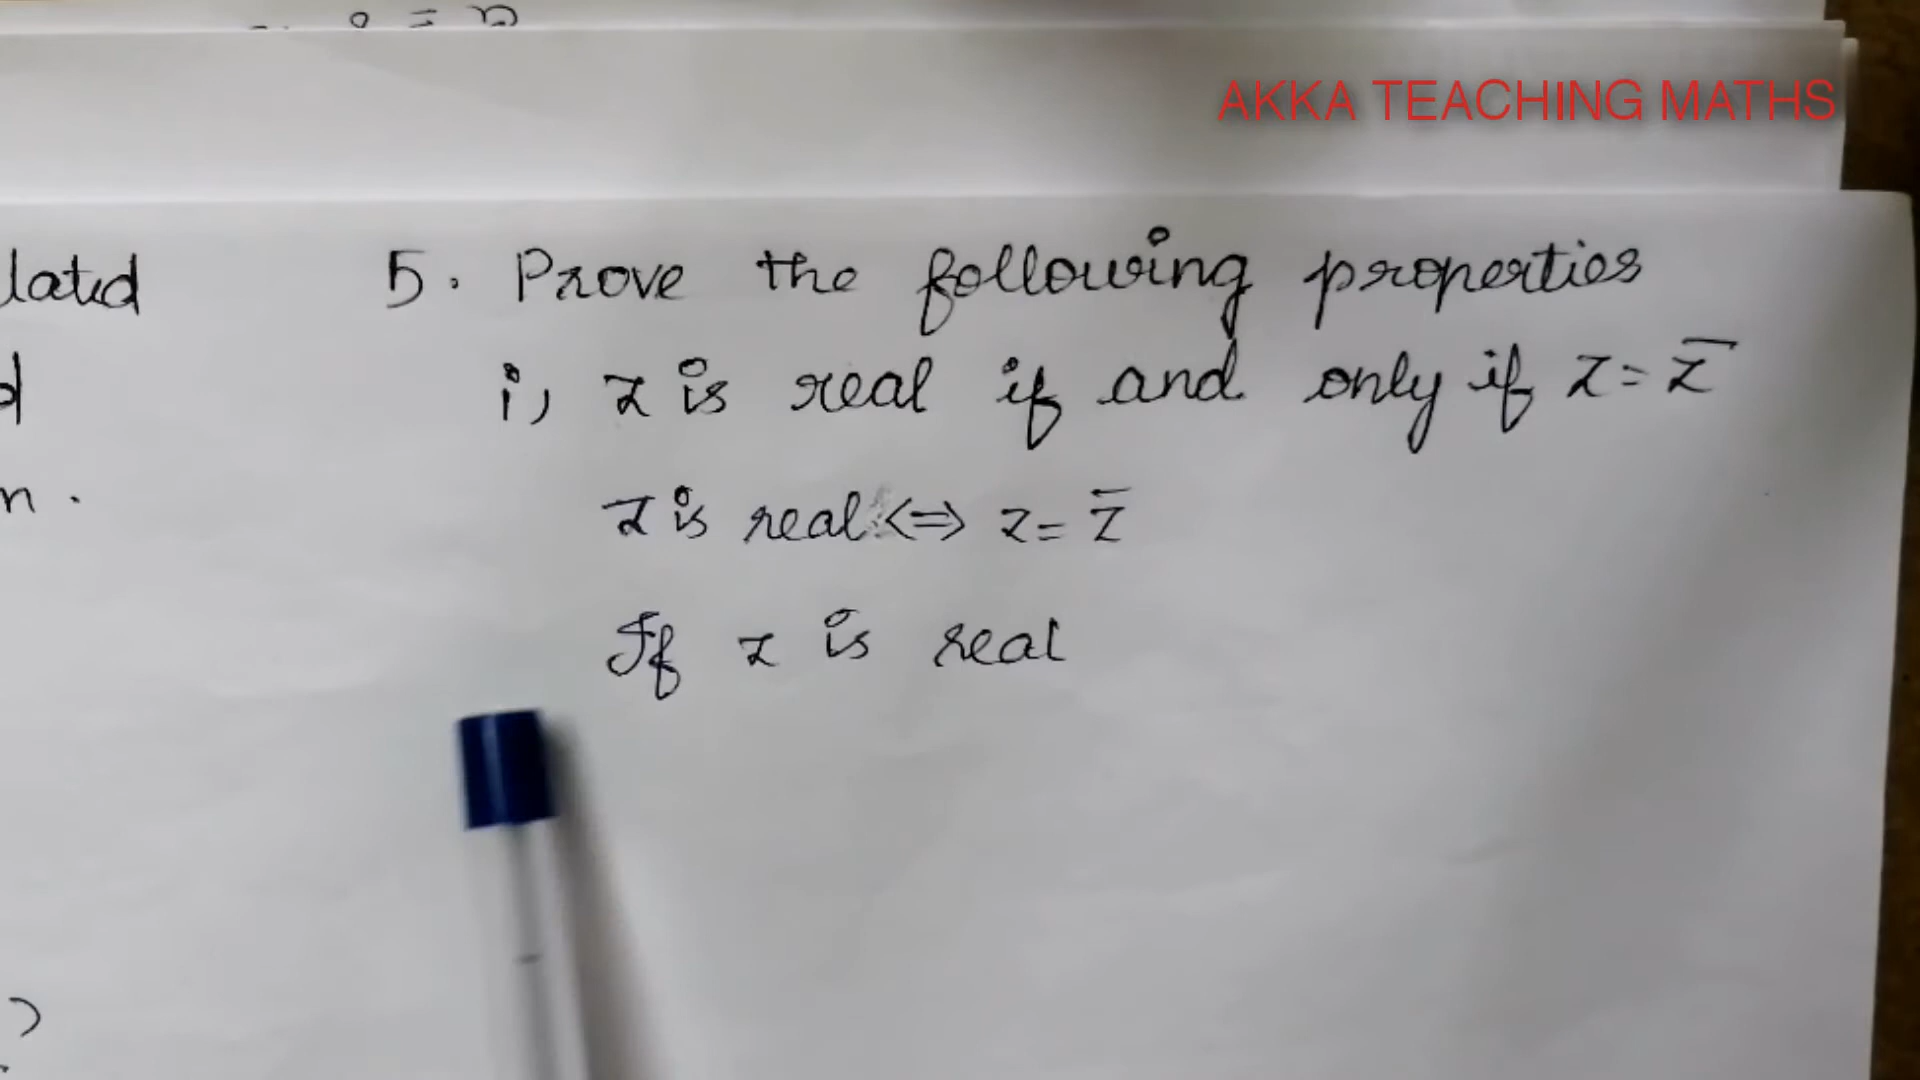 AKKA TEACHING MATHS
lated
5. Prove the following properties
i, z is real if and only if z = z̅
z is real <=> z = z̅
If z is real
n.